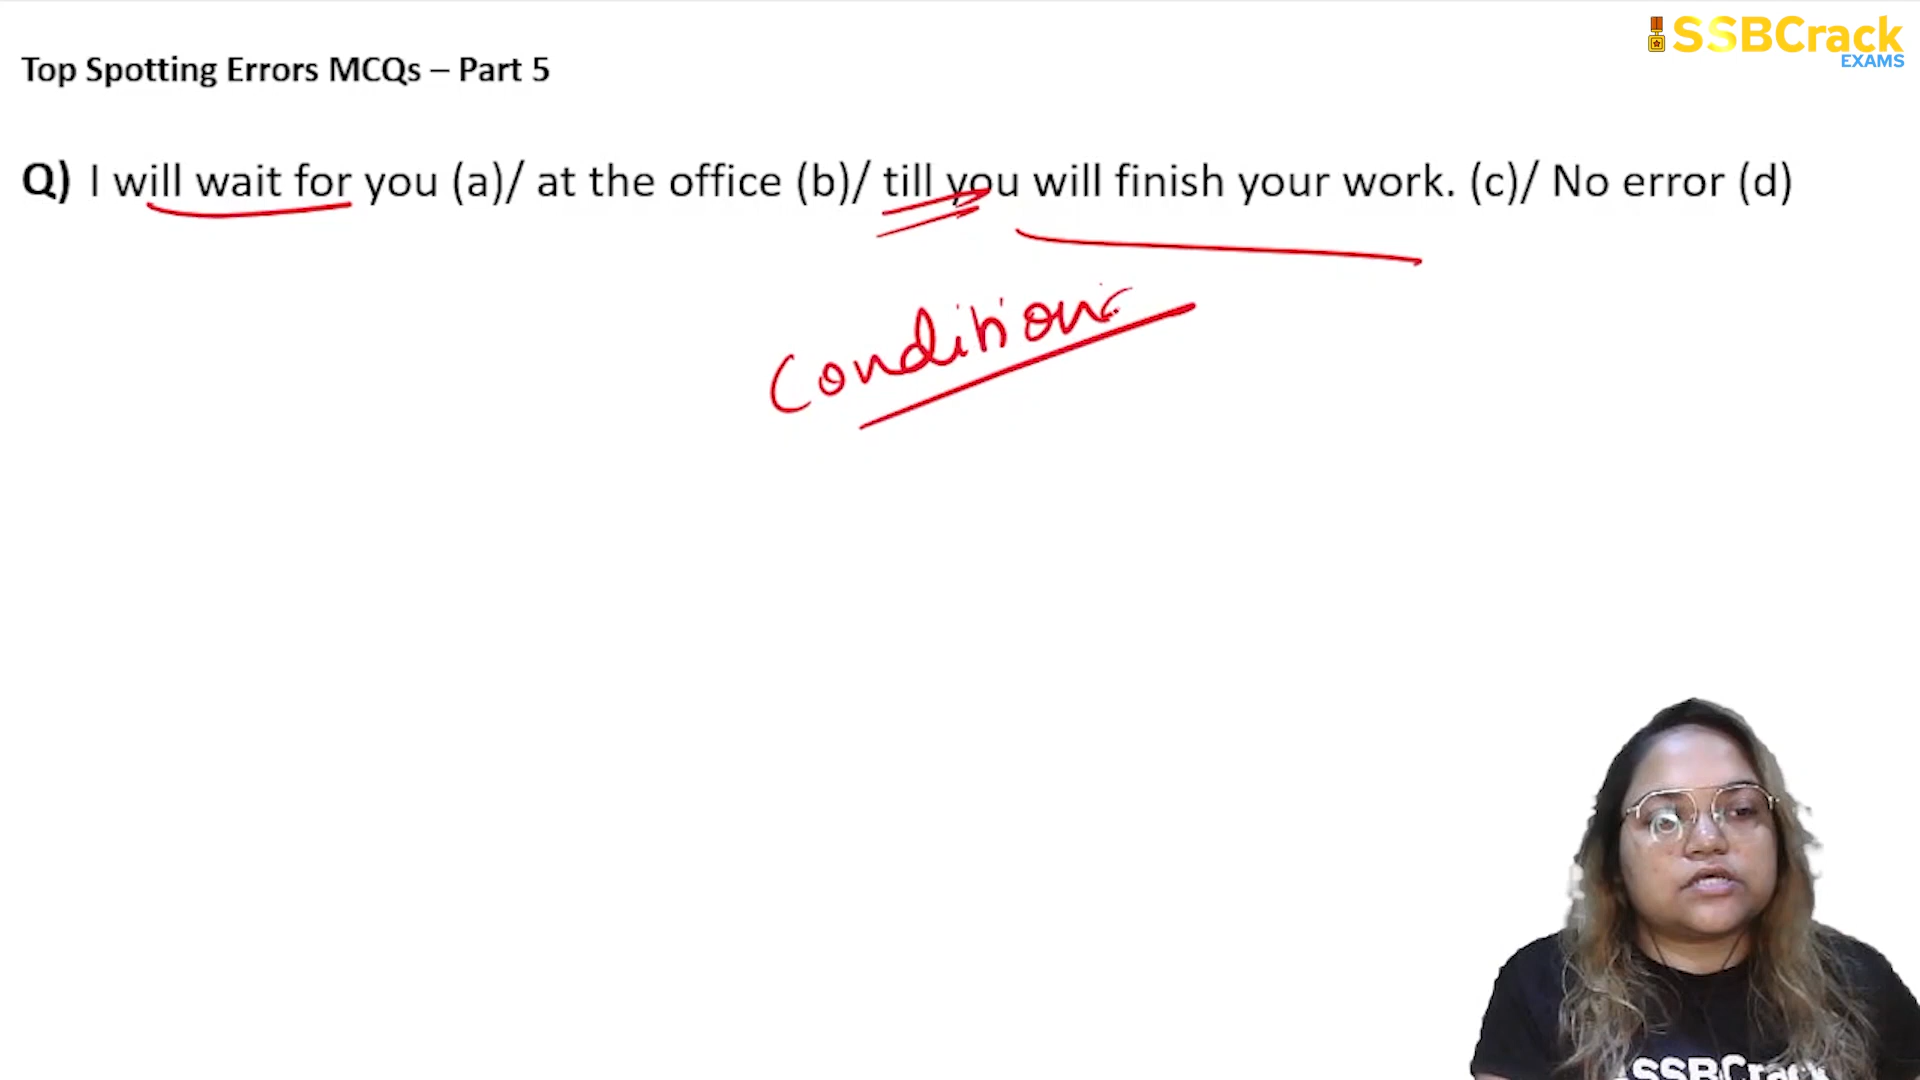 SSBCrack
EXAMS
Top Spotting Errors MCQs – Part 5
Q) I will wait for you (a)/ at the office (b)/ till you will finish your work. (c)/ No error (d)
SSBCrack